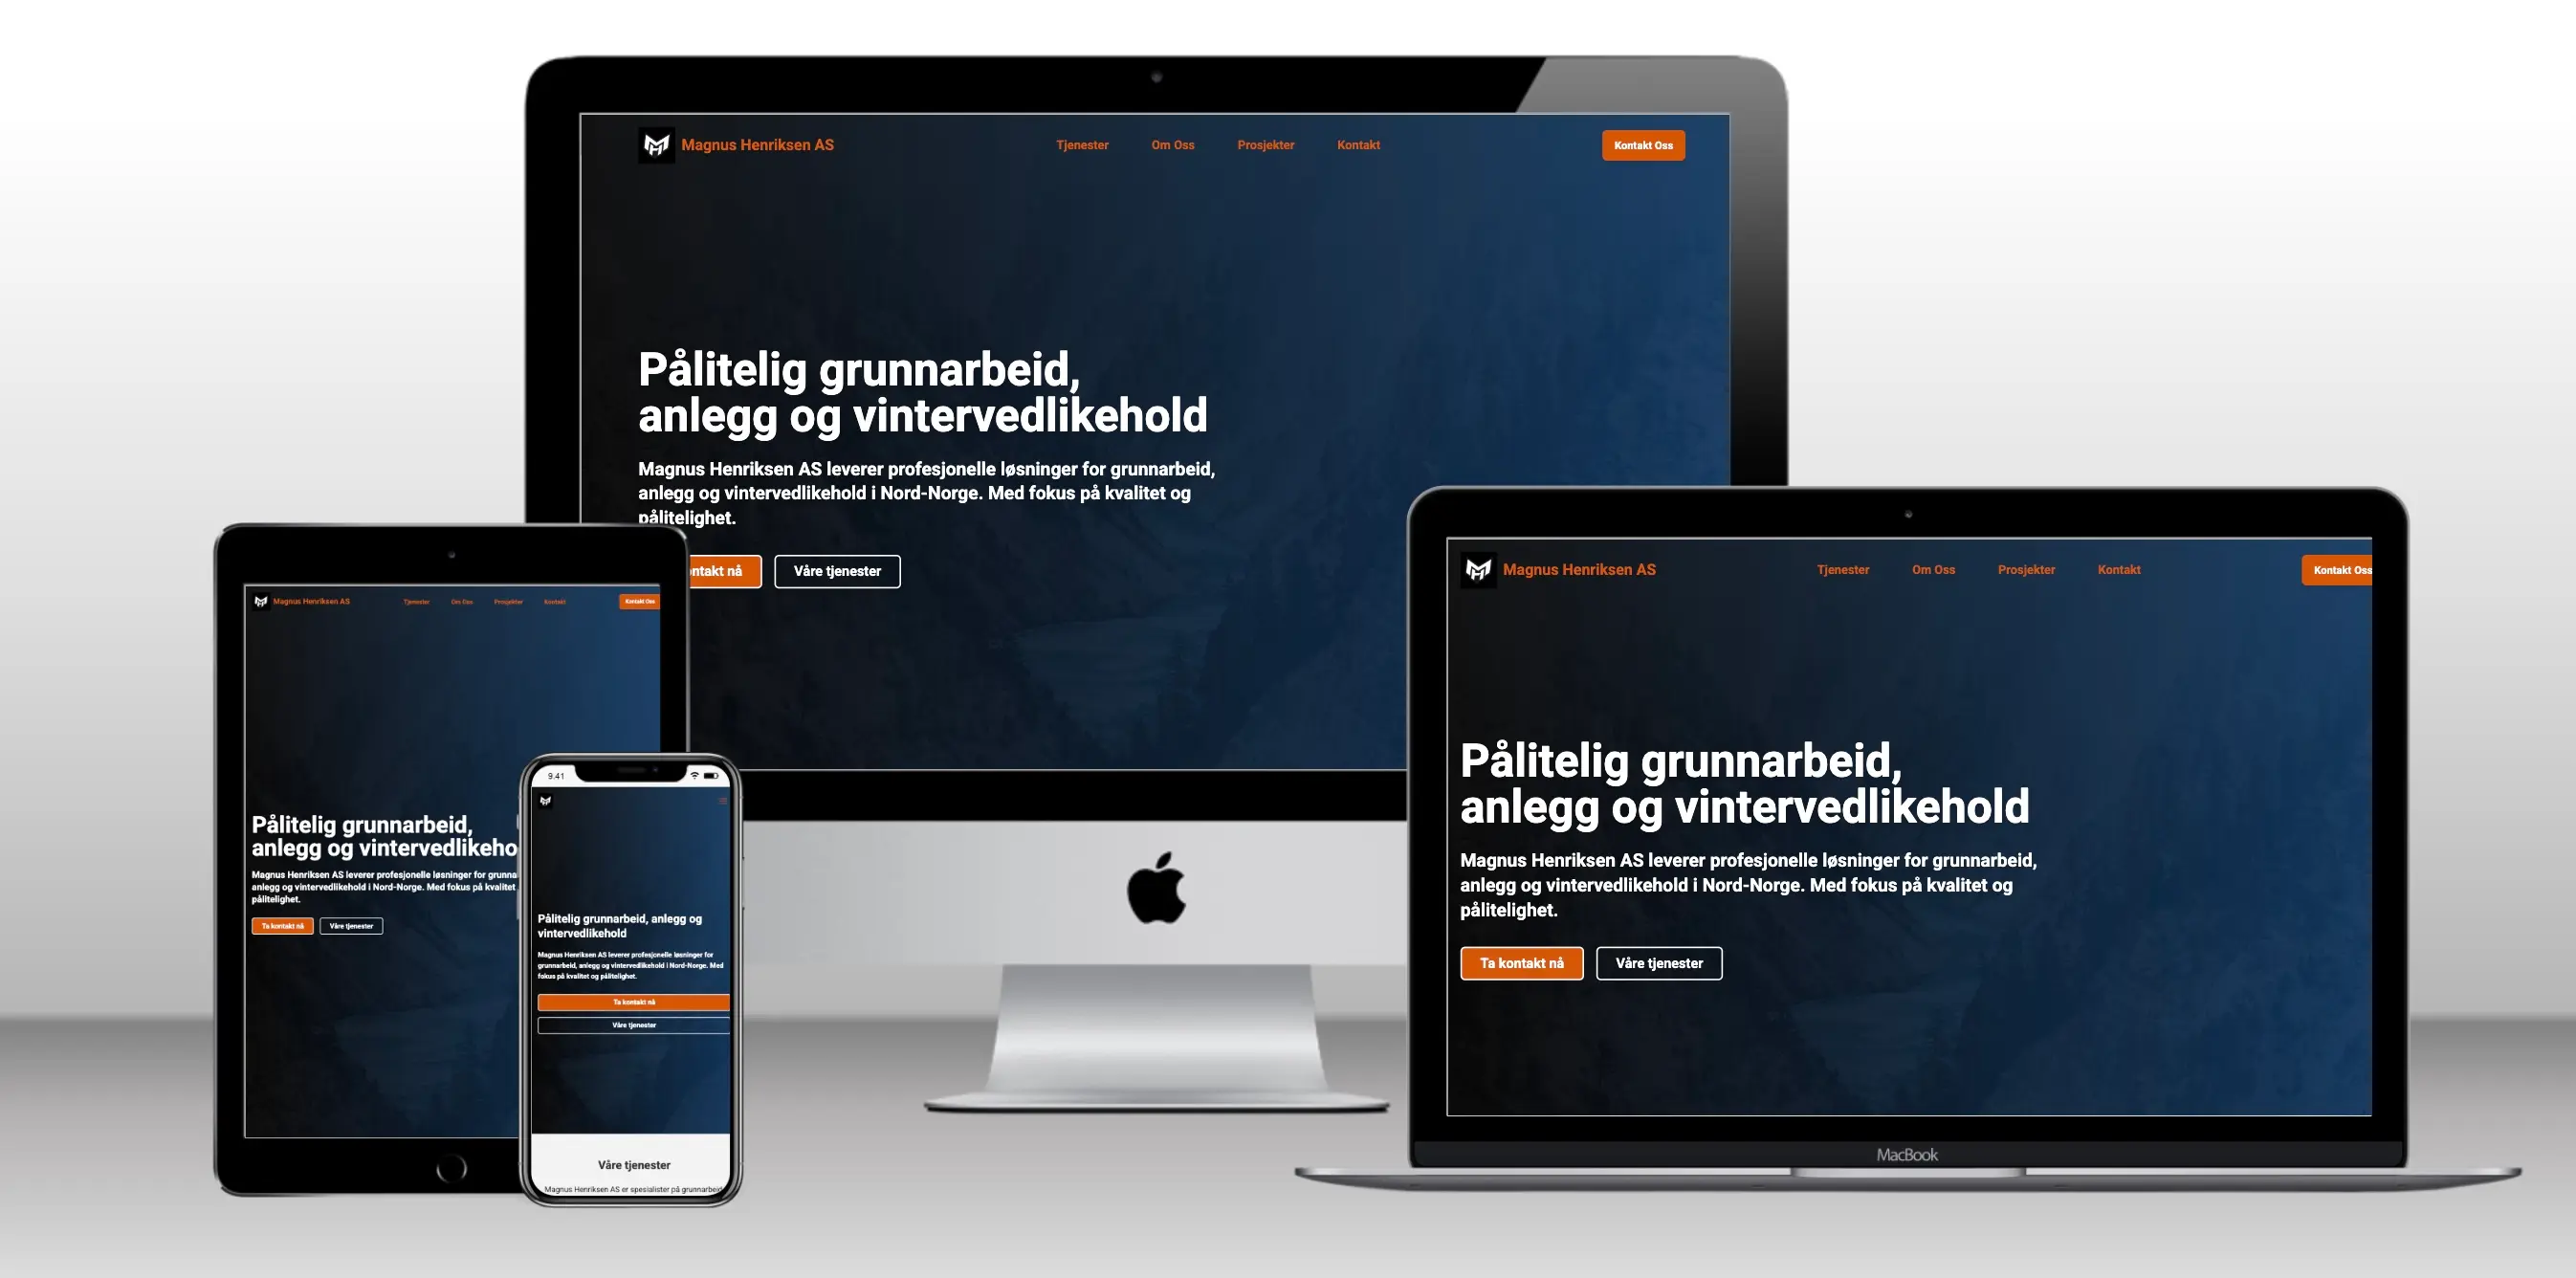 Magnus Henriksen AS
Tjenester Om Oss Prosjekter Kontakt
Kontakt Oss
Pålitelig grunnarbeid,
anlegg og vintervedlikehold
Magnus Henriksen AS leverer profesjonelle løsninger for grunnarbeid,
anlegg og vintervedlikehold i Nord-Norge. Med fokus på kvalitet og
pålitelighet.
ntakt nå
Våre tjenester
Magnus Henriksen AS
Tjenester Om Oss Prosjekter Kontakt
Kontakt Oss
Pålitelig grunnarbeid,
anlegg og vintervedlikeho
Magnus Henriksen AS leverer profesjonelle løsninger for grunna
anlegg og vintervedlikehold i Nord-Norge. Med fokus på kvalitet
pålitelighet.
Ta kontakt nå
Våre tjenester
9.41
Pålitelig grunnarbeid, anlegg og
vintervedlikehold
Magnus Henriksen AS leverer profesjonelle løsninger for
grunnarbeid, anlegg og vintervedlikehold i Nord-Norge. Med
fokus på kvalitet og pålitelighet.
Ta kontakt nå
Våre tjenester
Våre tjenester
Magnus Henriksen AS er spesialister på grunnarbeid
Magnus Henriksen AS
Tjenester Om Oss Prosjekter Kontakt
Kontakt Oss
Pålitelig grunnarbeid,
anlegg og vintervedlikehold
Magnus Henriksen AS leverer profesjonelle løsninger for grunnarbeid,
anlegg og vintervedlikehold i Nord-Norge. Med fokus på kvalitet og
pålitelighet.
Ta kontakt nå
Våre tjenester
MacBook